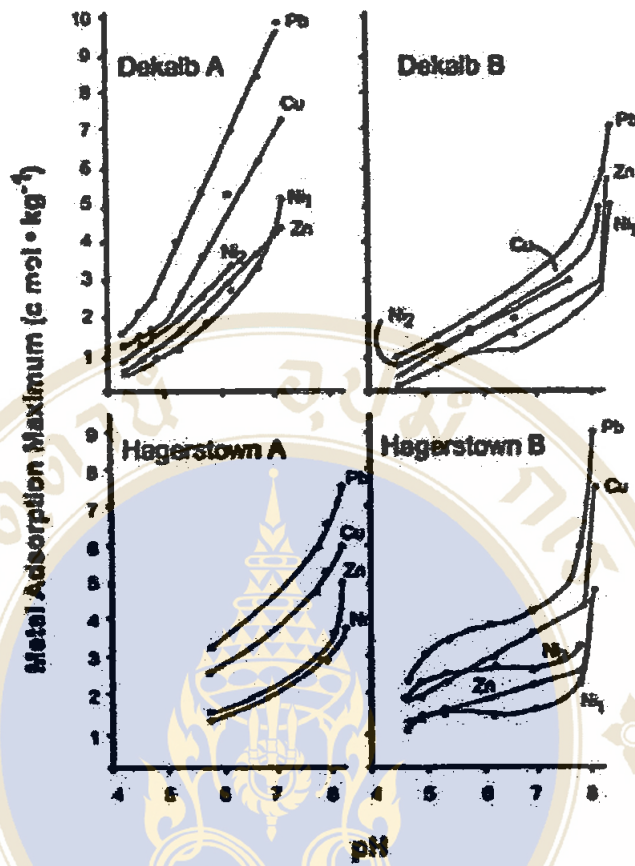 Metal Adsorption Maximum (c mol • kg⁻¹)
Dekalb A
Pb
Cu
Ni₁
Zn
Ni₂
10
9
8
7
6
5
4
3
2
1
Dekalb B
Pb
Zn
Ni₁
Cu
Ni₂
Hagerstown A
Pb
Cu
Zn
Ni
9
8
7
6
5
4
3
2
1
4 5 6 7 8
Hagerstown B
Pb
Cu
Ni₂
Zn
Ni₁
4 5 6 7 8
pH